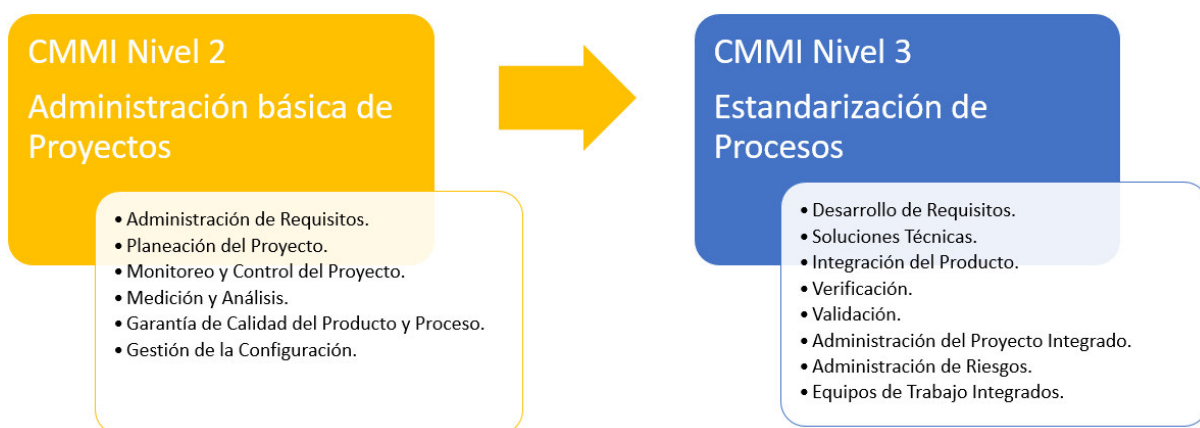 CMMI Nivel 2
Administración básica de
Proyectos
• Administración de Requisitos.
• Planeación del Proyecto.
• Monitoreo y Control del Proyecto.
• Medición y Análisis.
• Garantía de Calidad del Producto y Proceso.
• Gestión de la Configuración.
CMMI Nivel 3
Estandarización de
Procesos
• Desarrollo de Requisitos.
• Soluciones Técnicas.
• Integración del Producto.
• Verificación.
• Validación.
• Administración del Proyecto Integrado.
• Administración de Riesgos.
• Equipos de Trabajo Integrados.